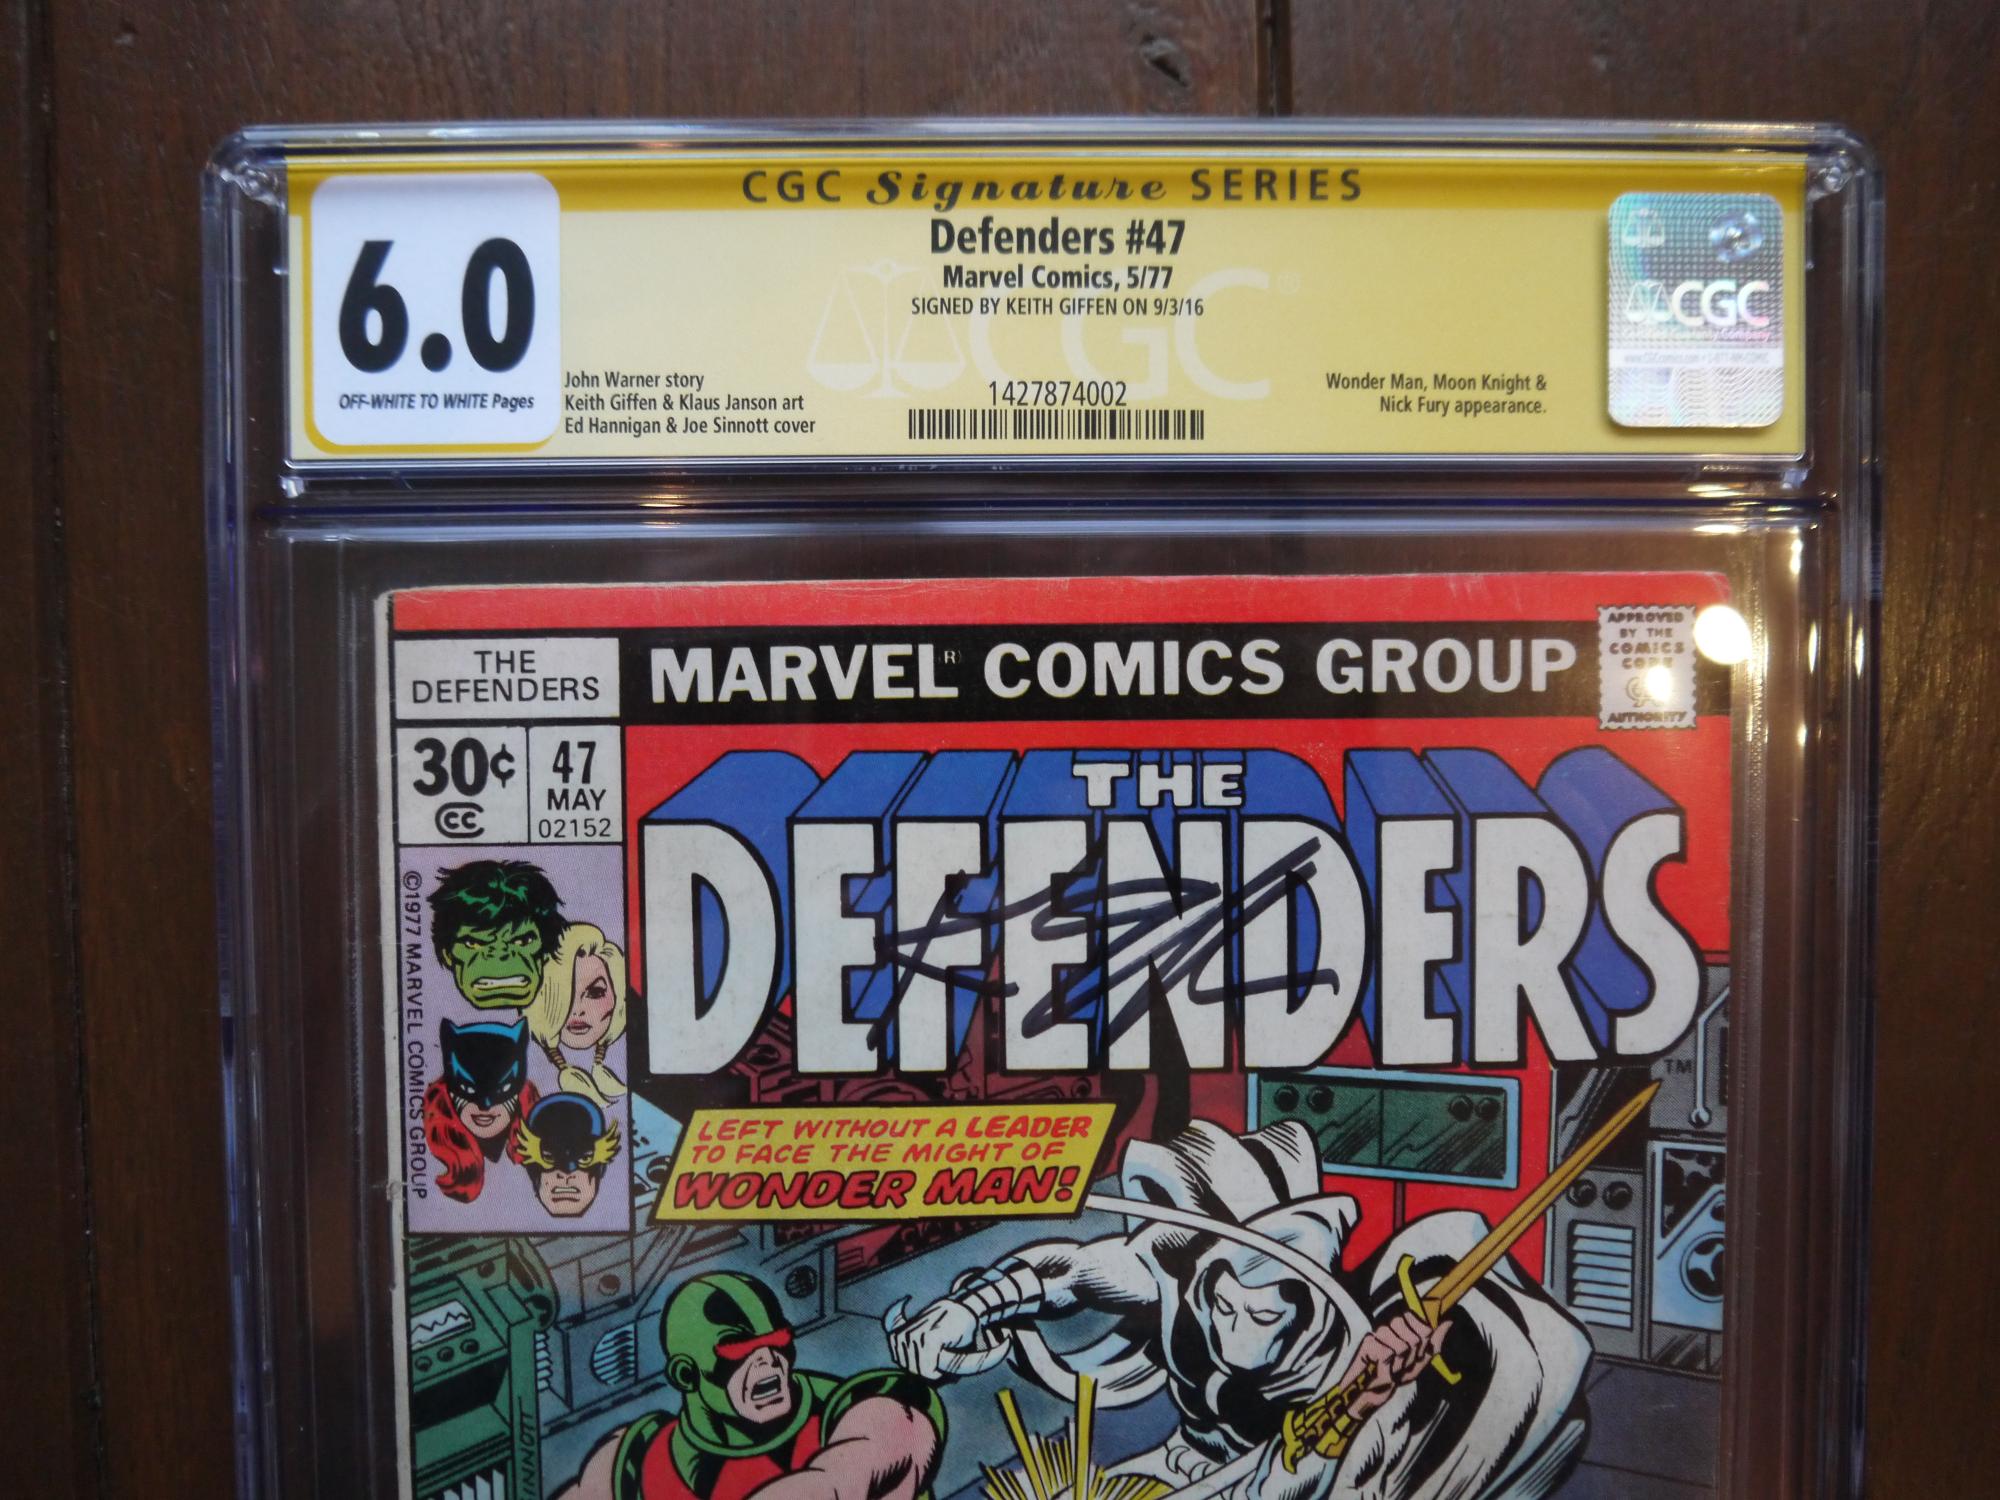 CGC Signature SERIES
6.0
OFF-WHITE TO WHITE Pages
Defenders #47
Marvel Comics, 5/77
SIGNED BY KEITH GIFFEN ON 9/3/16
John Warner story
Keith Giffen & Klaus Janson art
Ed Hannigan & Joe Sinnott cover
CGC
1427874002
Wonder Man, Moon Knight &
Nick Fury appearance.
CGC
THE
DEFENDERS
MARVEL(R) COMICS GROUP
APPROVED
BY THE
COMICS
CODE
AUTHORITY
30¢
CC
47
MAY
02152
©1977 MARVEL COMICS GROUP
THE
DEFENDERS
TM
LEFT WITHOUT A LEADER
TO FACE THE MIGHT OF
WONDER MAN!
SINNOTT